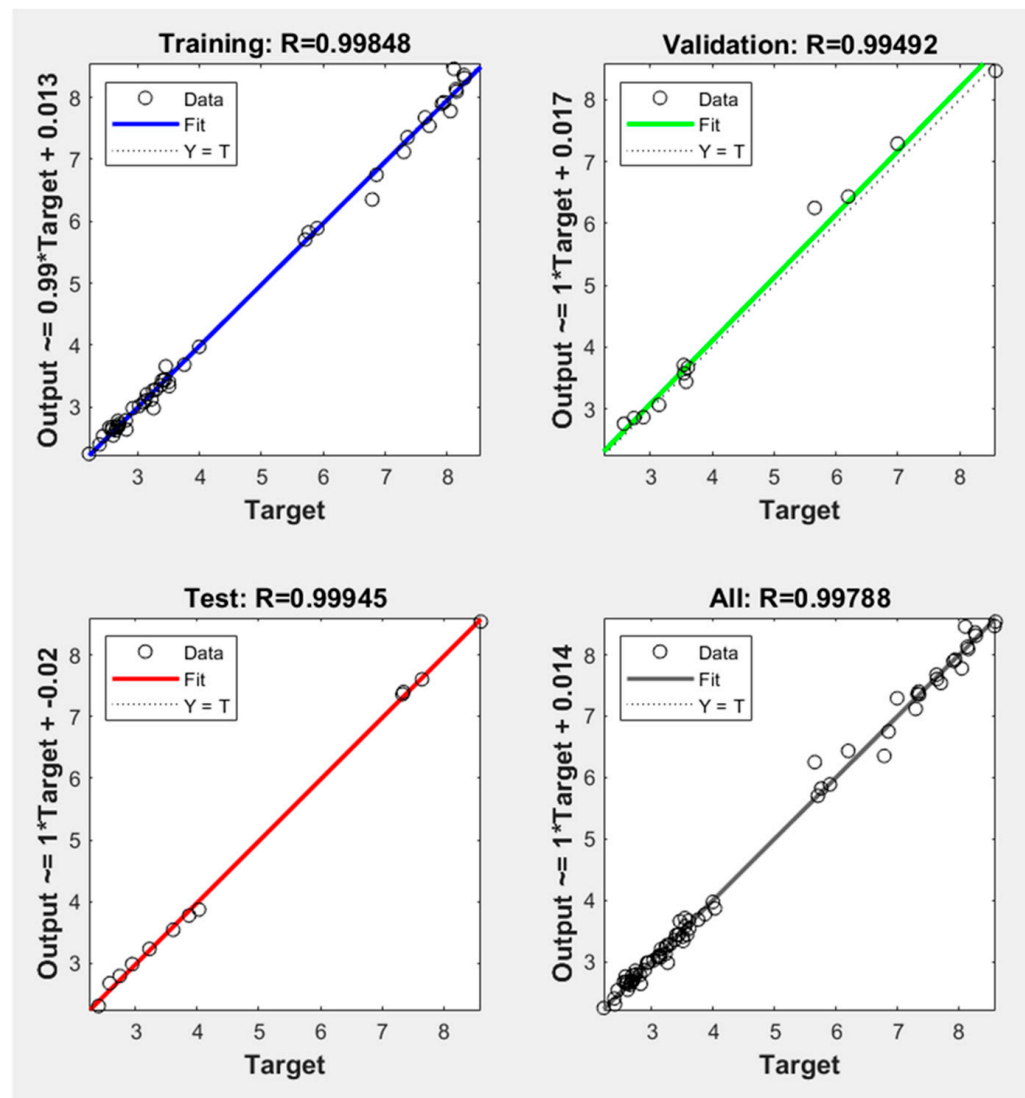 Training: R=0.99848
Output ~= 0.99*Target + 0.013
Data
Fit
Y = T
8
7
6
5
4
3
3 4 5 6 7 8
Target
Validation: R=0.99492
Output ~= 1*Target + 0.017
Data
Fit
Y = T
8
7
6
5
4
3
3 4 5 6 7 8
Target
Test: R=0.99945
Output ~= 1*Target + -0.02
Data
Fit
Y = T
8
7
6
5
4
3
3 4 5 6 7 8
Target
All: R=0.99788
Output ~= 1*Target + 0.014
Data
Fit
Y = T
8
7
6
5
4
3
3 4 5 6 7 8
Target